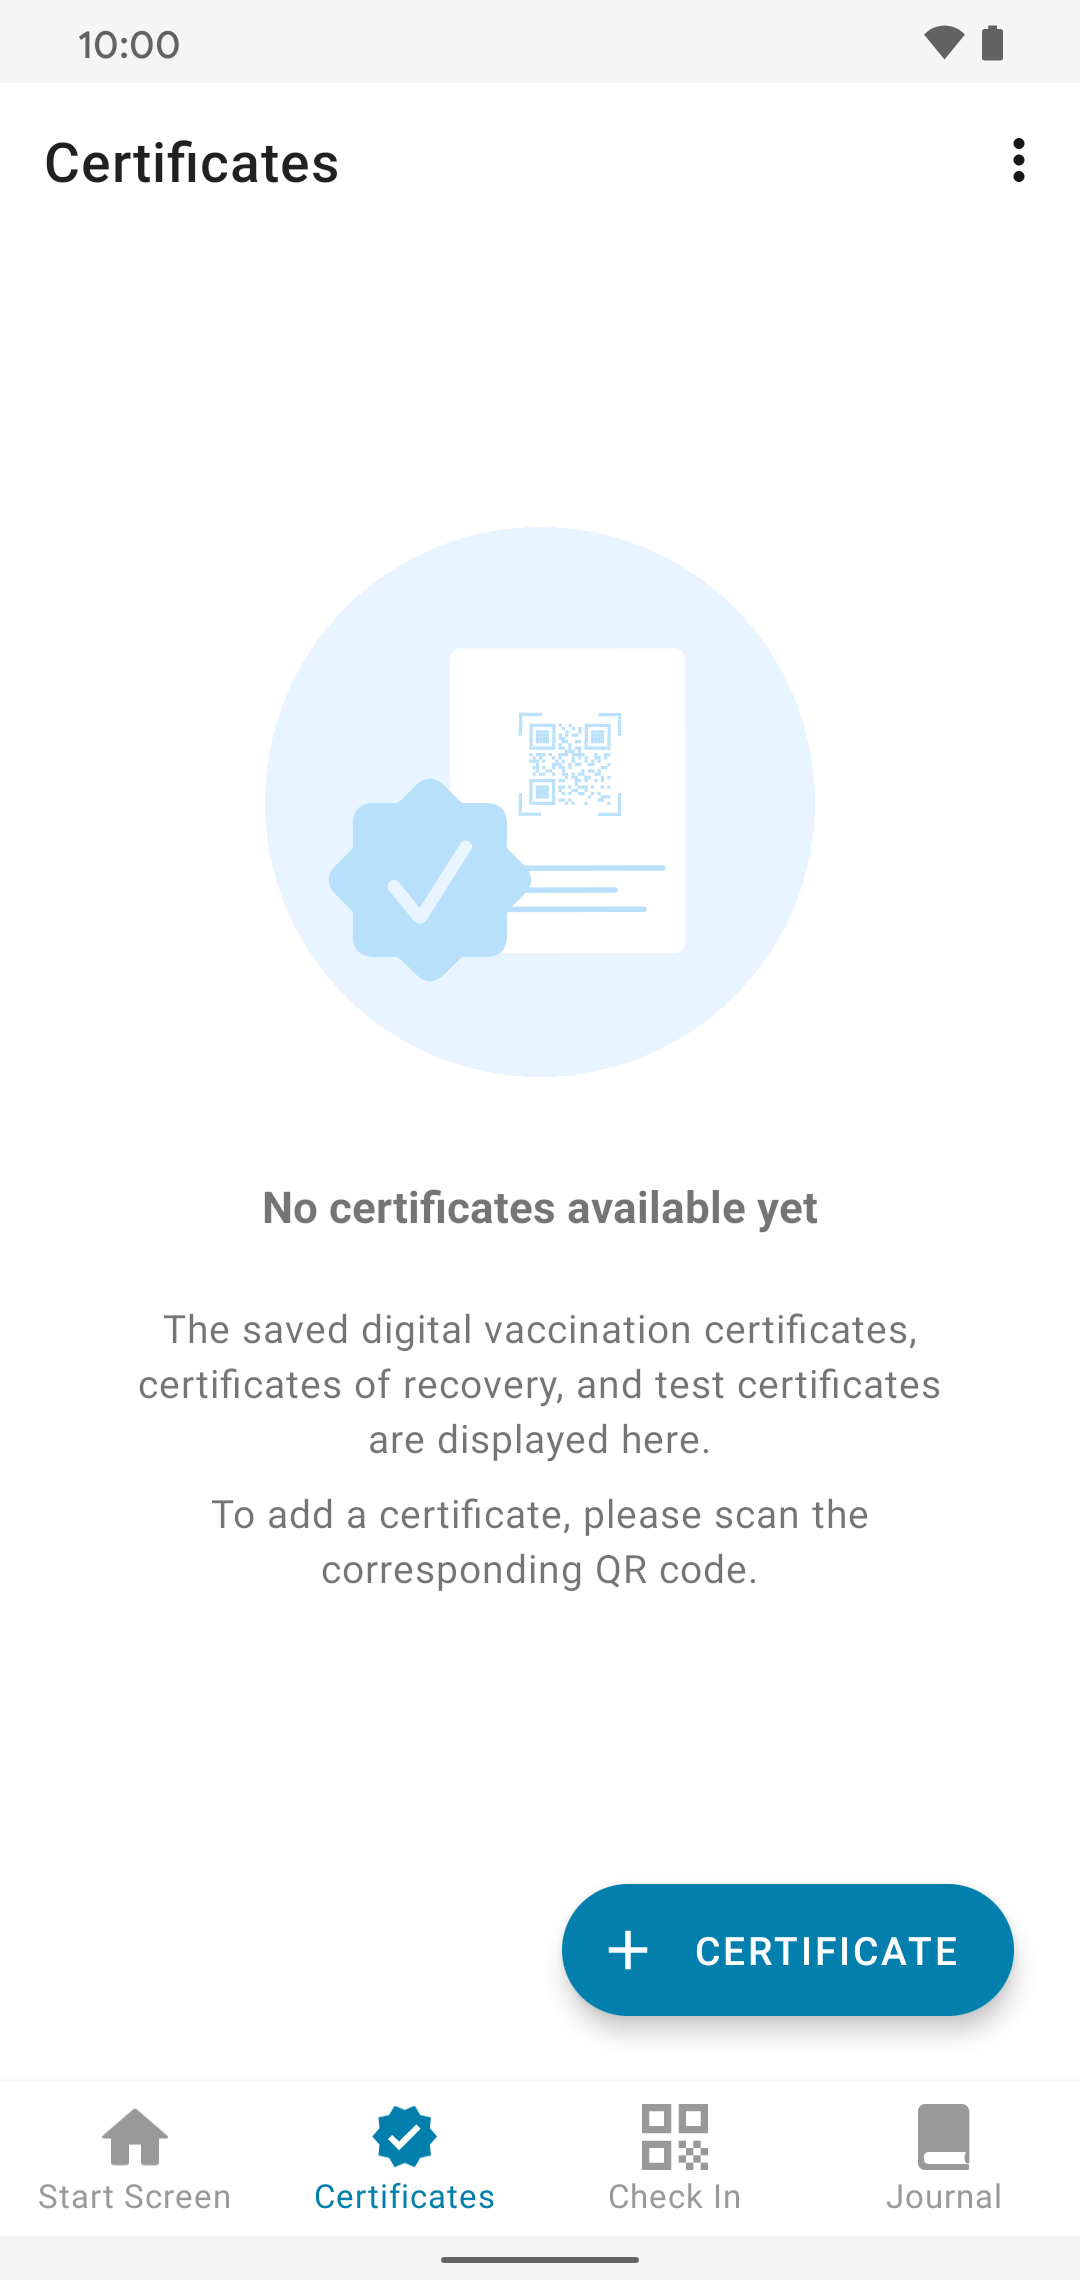 10:00
Certificates
No certificates available yet
The saved digital vaccination certificates,
certificates of recovery, and test certificates
are displayed here.
To add a certificate, please scan the
corresponding QR code.
CERTIFICATE
Start Screen
Certificates
Check In
Journal